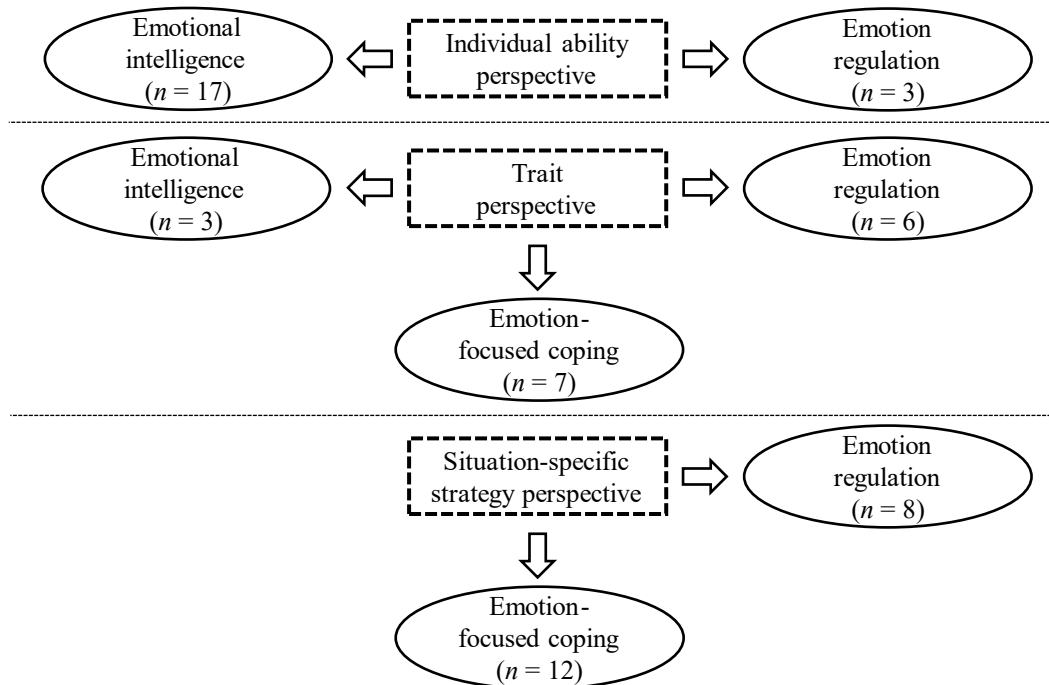 Emotional
intelligence
(n = 17)
Individual ability
perspective
Emotion
regulation
(n = 3)
Emotional
intelligence
(n = 3)
Trait
perspective
Emotion
regulation
(n = 6)
Emotion-
focused coping
(n = 7)
Situation-specific
strategy perspective
Emotion
regulation
(n = 8)
Emotion-
focused coping
(n = 12)